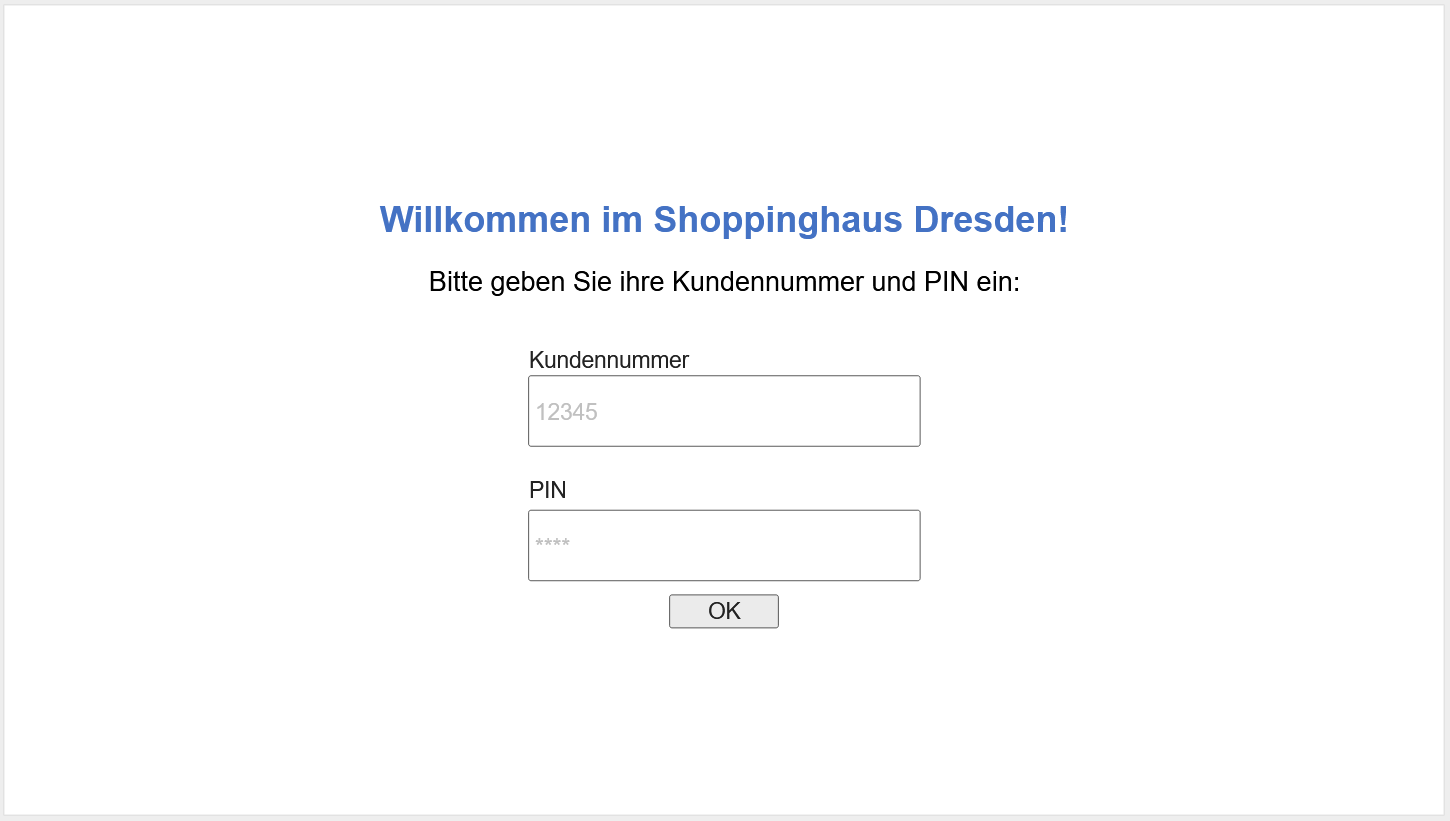 Willkommen im Shoppinghaus Dresden!
Bitte geben Sie ihre Kundennummer und PIN ein:
Kundennummer
12345
PIN
****
OK